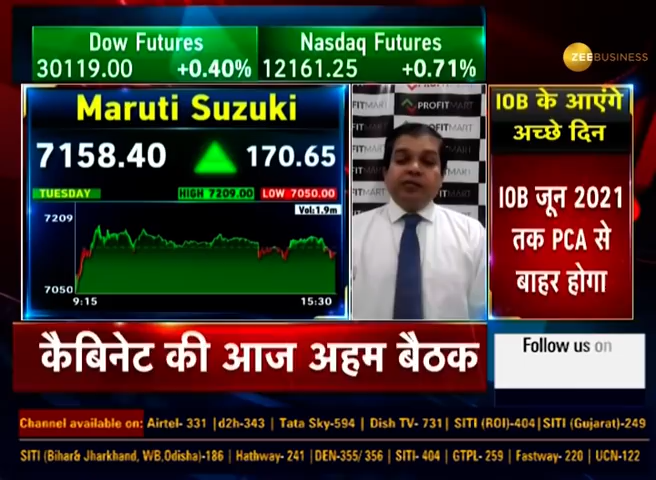 Dow Futures
30119.00 +0.40%
Nasdaq Futures
12161.25 +0.71%
ZEEBUSINESS
Maruti Suzuki
7158.40 170.65
TUESDAY HIGH 7209.00 LOW 7050.00
Vol:1.9m
7209
7050
9:15 15:30
PROFITMART
IOB के आएंगे
अच्छे दिन
IOB जून 2021
तक PCA से
बाहर होगा
कैबिनेट की आज अहम बैठक
Follow us on
Channel available on: Airtel- 331 |d2h-343 | Tata Sky-594 | Dish TV- 731| SITI (ROI)-404|SITI (Gujarat)-249
SITI (Bihar& Jharkhand, WB,Odisha)-186 | Hathway- 241 |DEN-355/ 356 | SITI- 404 | GTPL- 259 | Fastway- 220 | UCN-122